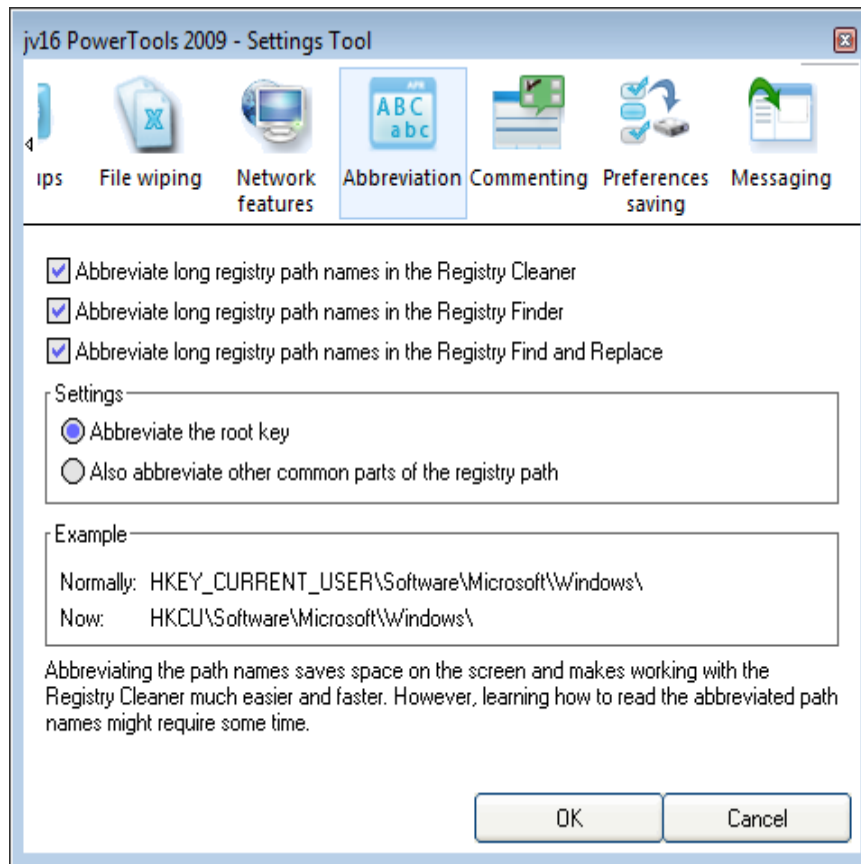 jv16 PowerTools 2009 - Settings Tool
APR
ABC
abc
X
ups File wiping Network features Abbreviation Commenting Preferences saving Messaging
Abbreviate long registry path names in the Registry Cleaner
Abbreviate long registry path names in the Registry Finder
Abbreviate long registry path names in the Registry Find and Replace
Settings
Abbreviate the root key
Also abbreviate other common parts of the registry path
Example
Normally: HKEY_CURRENT_USER\Software\Microsoft\Windows\
Now: HKCU\Software\Microsoft\Windows\
Abbreviating the path names saves space on the screen and makes working with the
Registry Cleaner much easier and faster. However, learning how to read the abbreviated path
names might require some time.
OK Cancel